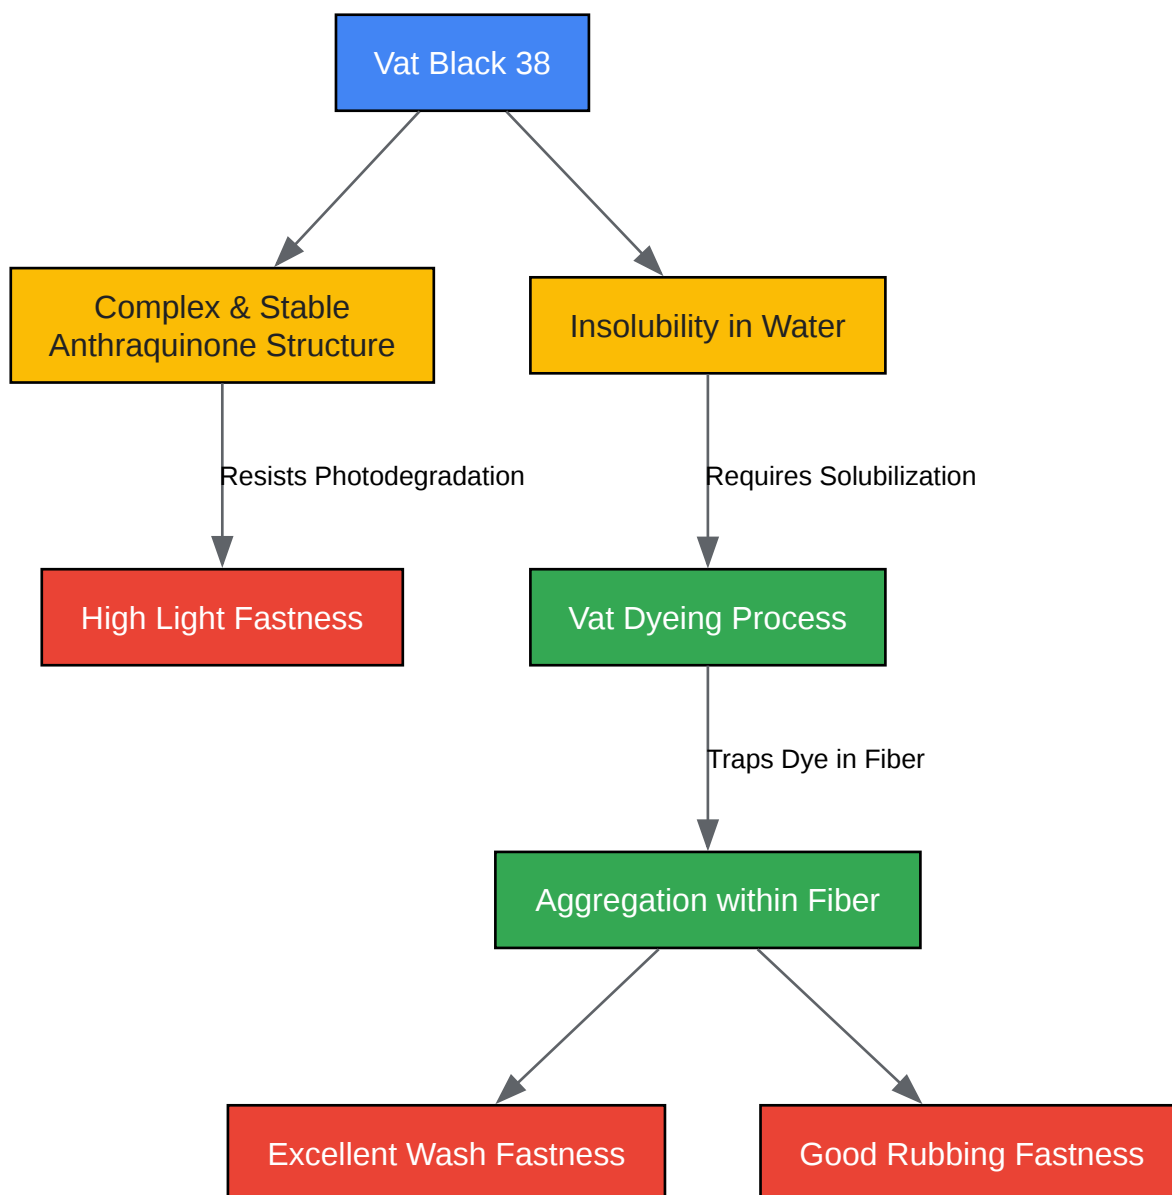 Vat Black 38
Complex & Stable
Anthraquinone Structure
Insolubility in Water
Resists Photodegradation
Requires Solubilization
High Light Fastness
Vat Dyeing Process
Traps Dye in Fiber
Aggregation within Fiber
Excellent Wash Fastness
Good Rubbing Fastness